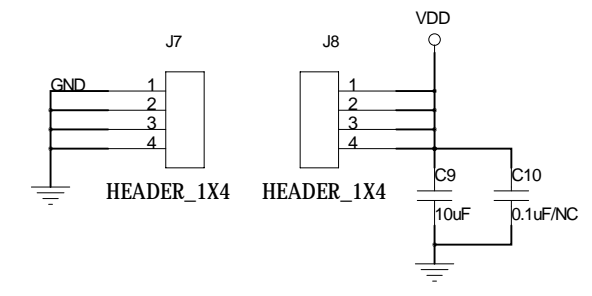 VDD
J7
J8
GND
1
2
3
4
1
2
3
4
HEADER_1X4
HEADER_1X4
C9
10uF
C10
0.1uF/NC